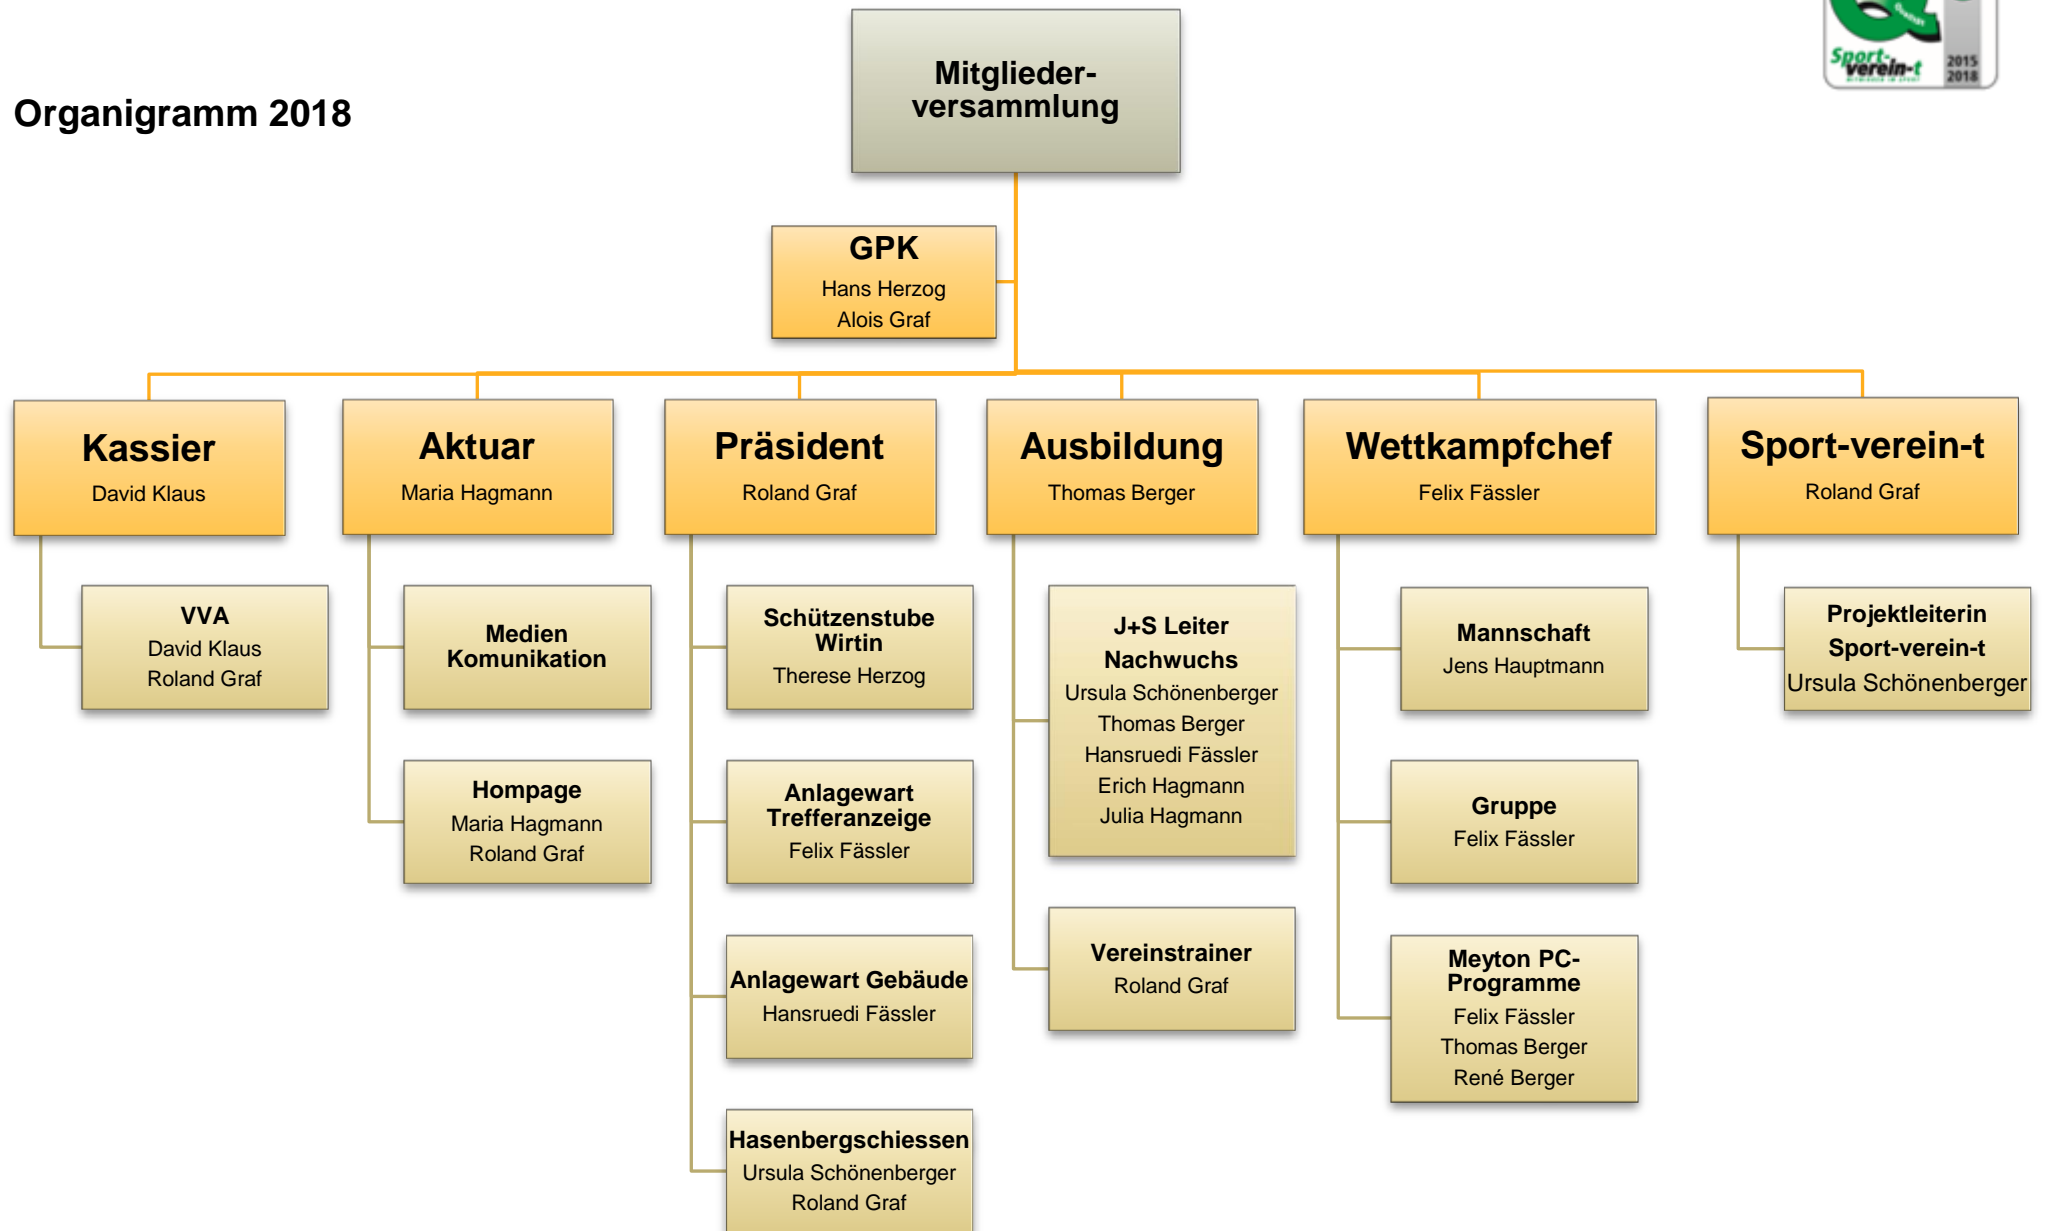 Sport-
verein-t
2015
2018
Organigramm 2018
Mitglieder-
versammlung
GPK
Hans Herzog
Alois Graf
Kassier
David Klaus
Aktuar
Maria Hagmann
Präsident
Roland Graf
Ausbildung
Thomas Berger
Wettkampfchef
Felix Fässler
Sport-verein-t
Roland Graf
VVA
David Klaus
Roland Graf
Medien
Komunikation
Hompage
Maria Hagmann
Roland Graf
Schützenstube
Wirtin
Therese Herzog
Anlagewart
Trefferanzeige
Felix Fässler
Anlagewart Gebäude
Hansruedi Fässler
Hasenbergschiessen
Ursula Schönenberger
Roland Graf
J+S Leiter
Nachwuchs
Ursula Schönenberger
Thomas Berger
Hansruedi Fässler
Erich Hagmann
Julia Hagmann
Vereinstrainer
Roland Graf
Mannschaft
Jens Hauptmann
Gruppe
Felix Fässler
Meyton PC-
Programme
Felix Fässler
Thomas Berger
René Berger
Projektleiterin
Sport-verein-t
Ursula Schönenberger